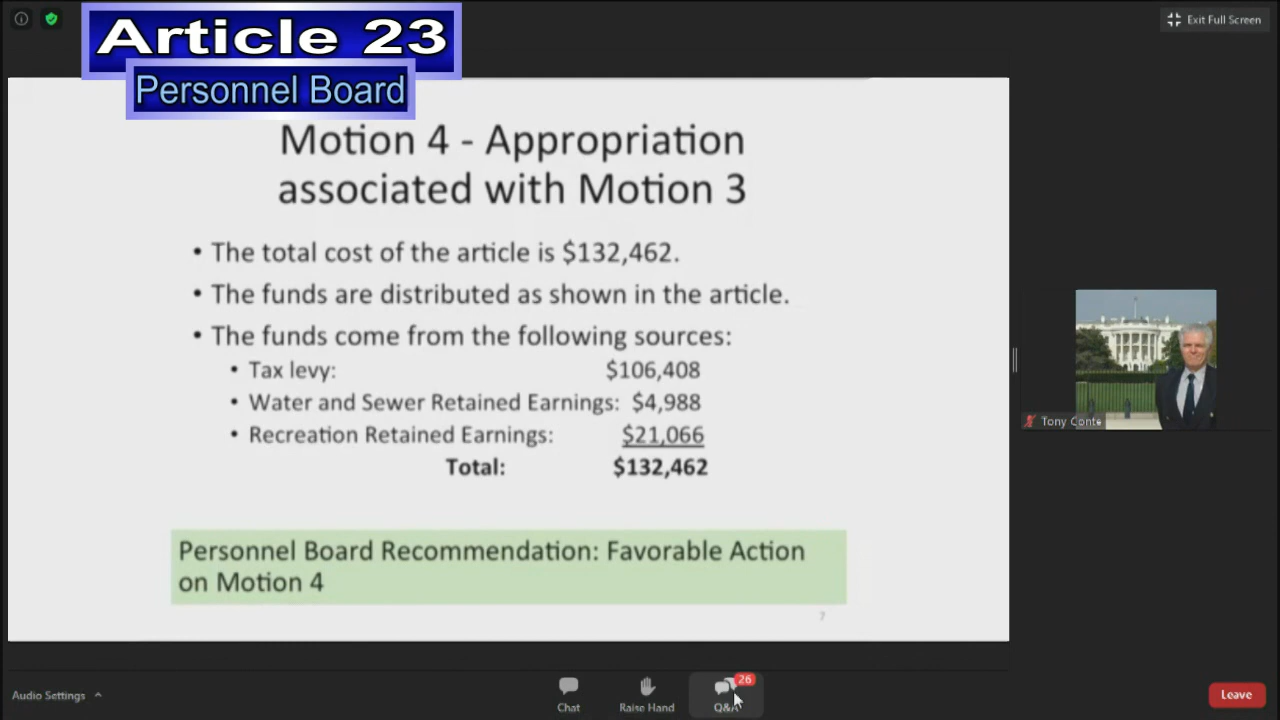 Exit Full Screen
Article 23
Personnel Board
Motion 4 - Appropriation
associated with Motion 3
• The total cost of the article is $132,462.
• The funds are distributed as shown in the article.
• The funds come from the following sources:
• Tax levy: $106,408
• Water and Sewer Retained Earnings: $4,988
• Recreation Retained Earnings: $21,066
Total: $132,462
Personnel Board Recommendation: Favorable Action
on Motion 4
7
Tony Conte
Audio Settings
Chat
Raise Hand
26
Q&A
Leave